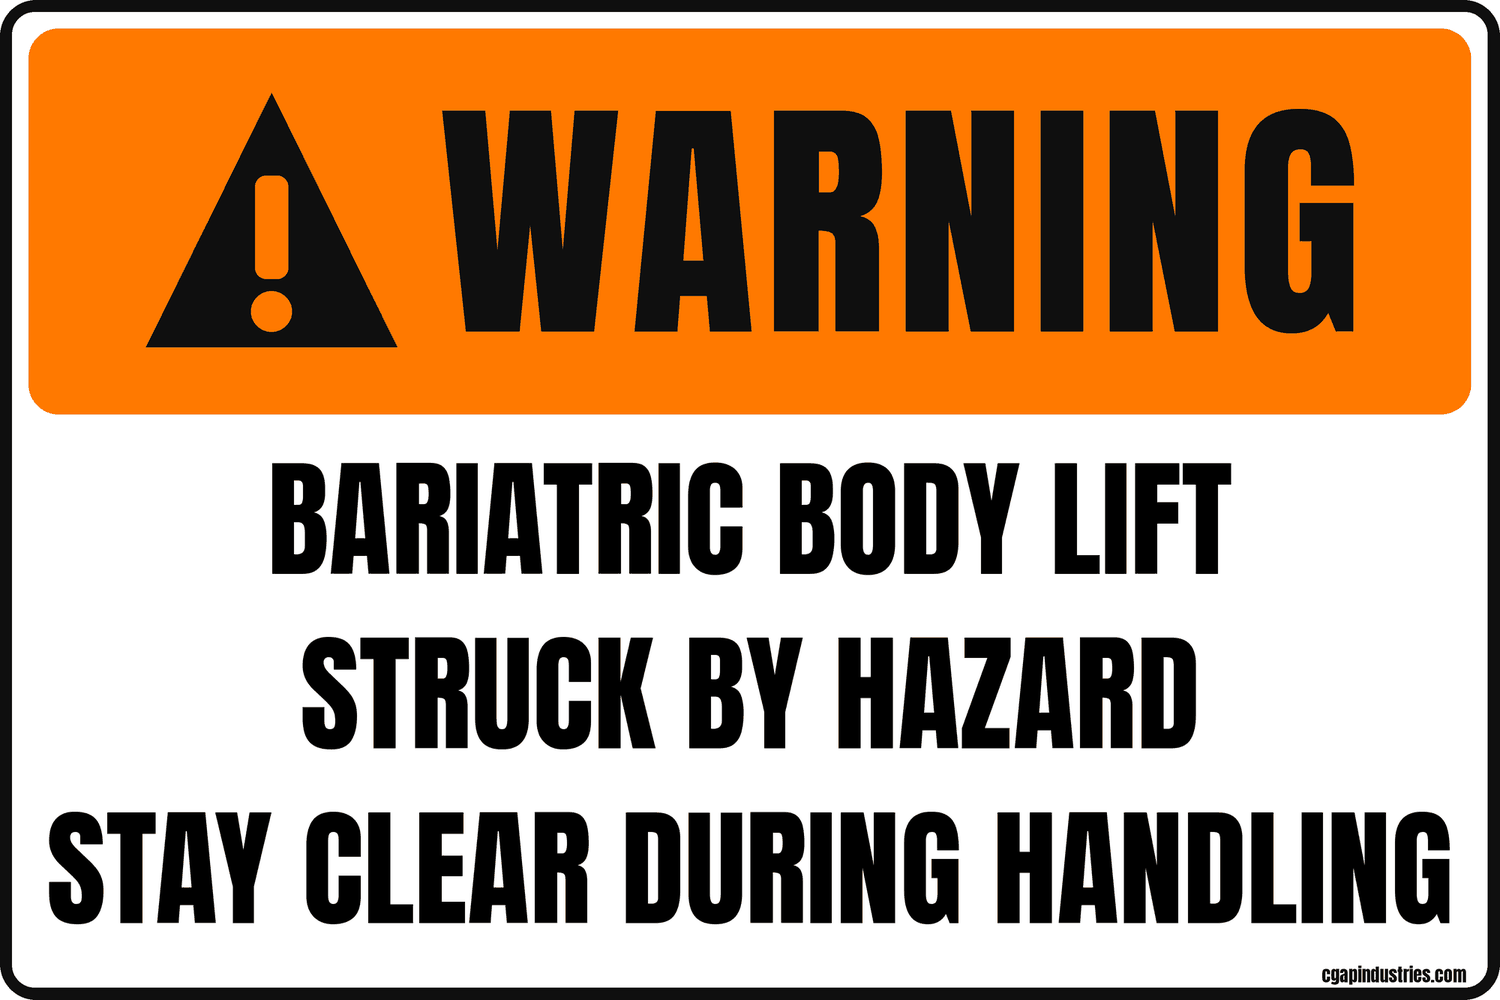 WARNING
BARIATRIC BODY LIFT
STRUCK BY HAZARD
STAY CLEAR DURING HANDLING
cgapindustries.com